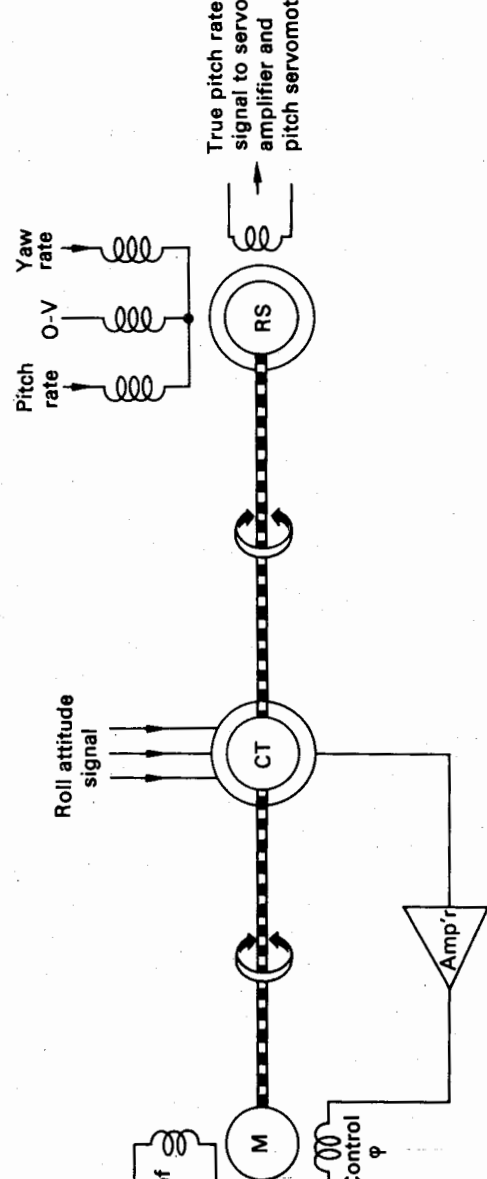 Pitch
rate
O-V
Yaw
rate
True pitch rate
signal to servo
amplifier and
pitch servomot
RS
Roll attitude
signal
CT
Amp'r
M
Control
φ